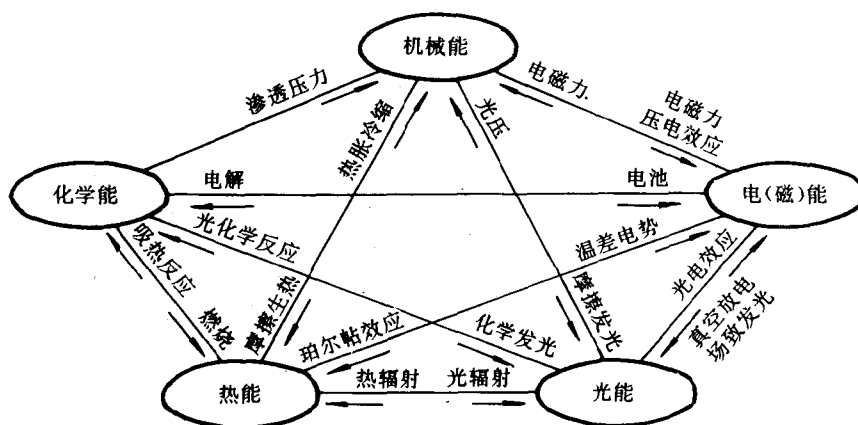 机械能
渗透压力
热胀冷缩
光压
电磁力.
电磁力
压电效应
化学能
电解
电池
电(磁)能
光化学反应
温差电势
吸热反应
燃烧
摩擦生热
珀尔帖效应
化学发光
摩擦发光
光电效应
真空放电
场致发光
热能
热辐射
光辐射
光能